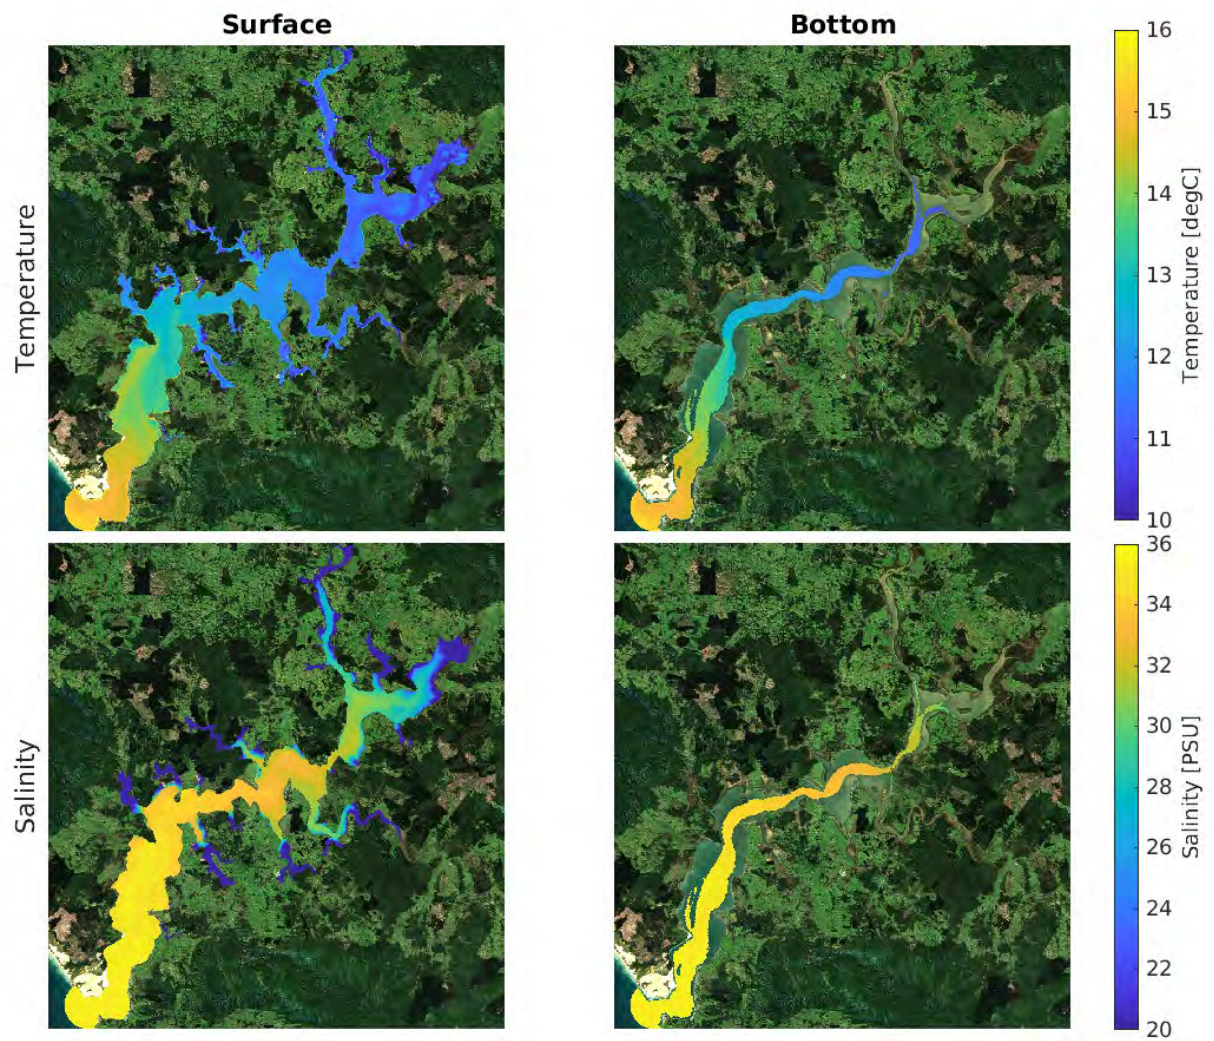 Surface
Bottom
Temperature
16
15
14
13
12
11
10
Temperature [degC]
Salinity
36
34
32
30
28
26
24
22
20
Salinity [PSU]